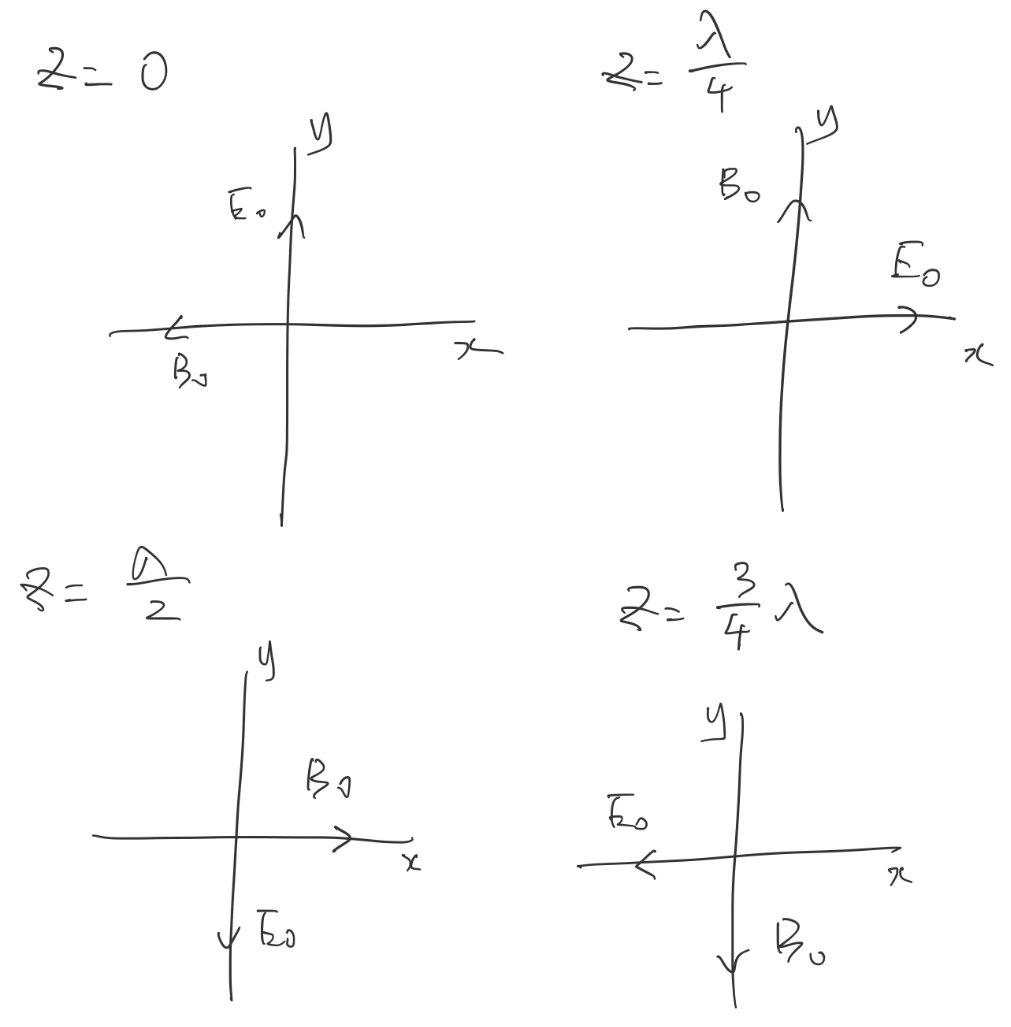 z = 0
y
E₀
B₀
x
z = λ/4
y
B₀
E₀
x
z = λ/2
y
B₀
x
E₀
z = 3/4 λ
y
E₀
x
B₀